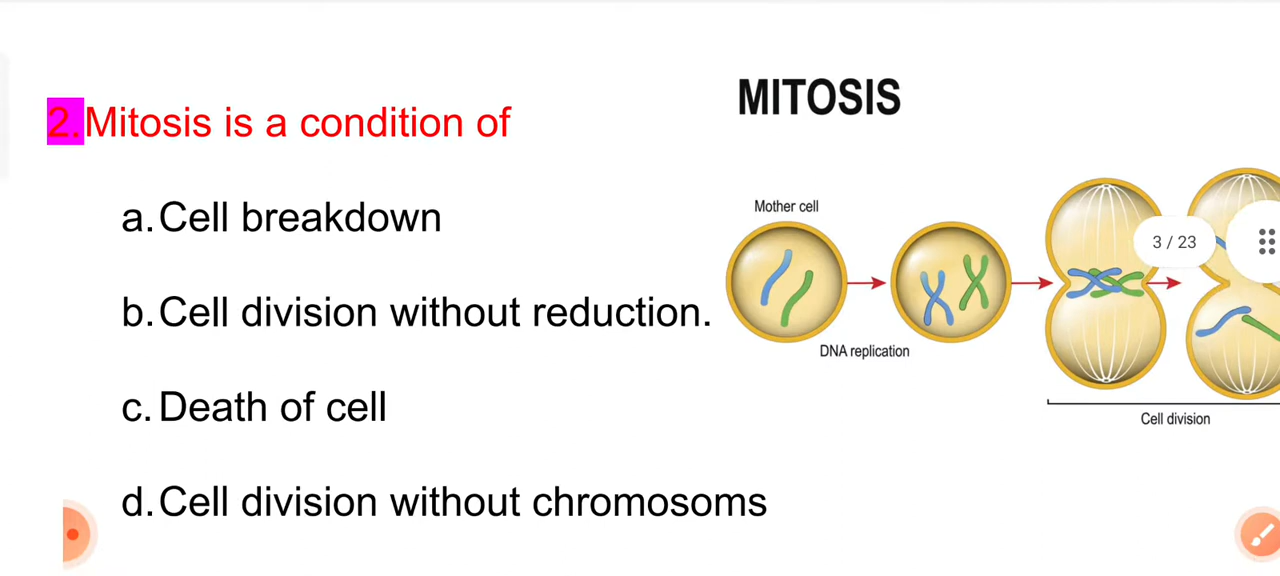 MITOSIS
2.Mitosis is a condition of
a.Cell breakdown
b.Cell division without reduction.
c.Death of cell
d.Cell division without chromosoms
Mother cell
DNA replication
3 / 23
Cell division